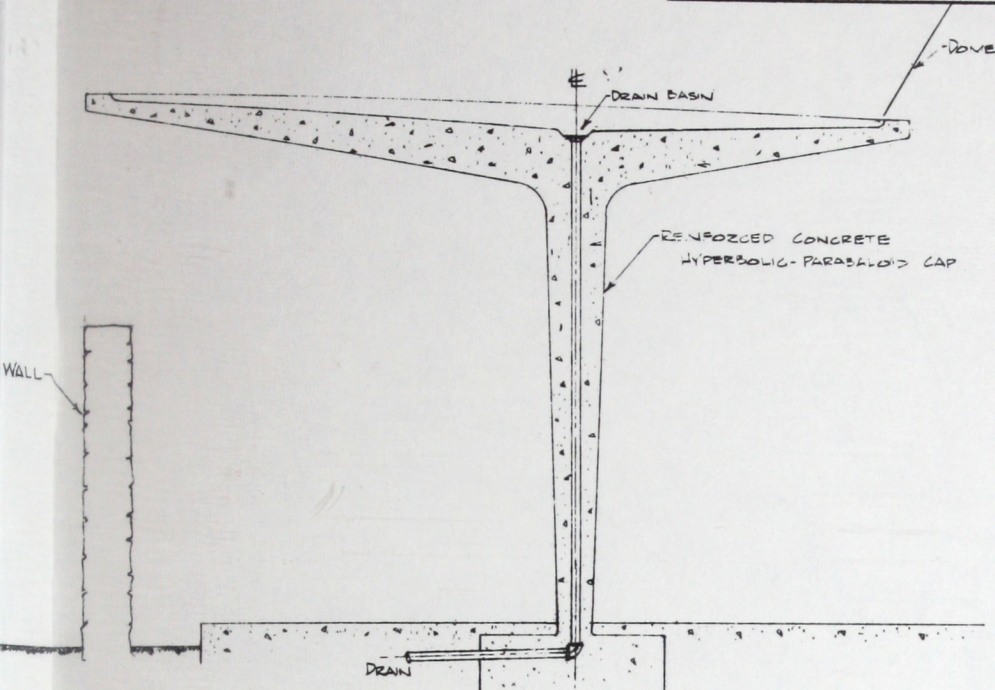 ℄
DRAIN BASIN
REINFORCED CONCRETE
HYPERBOLIC-PARABALOID CAP
WALL
DRAIN